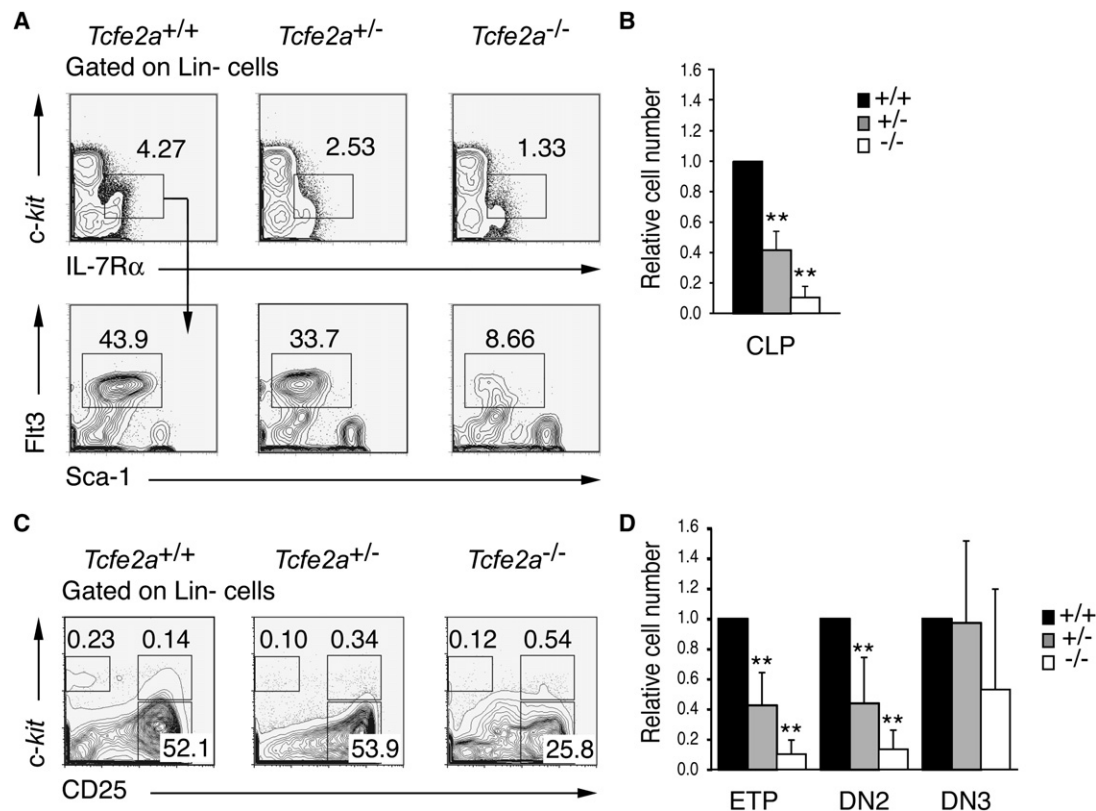 A
Tcfe2a+/+ Tcfe2a+/- Tcfe2a-/-
Gated on Lin- cells
4.27 2.53 1.33
c-kit
IL-7Rα
43.9 33.7 8.66
Flt3
Sca-1
B
1.6
1.4
1.2
1.0
0.8
0.6
0.4
0.2
0.0
Relative cell number
** **
CLP
+/+
+/-
-/-
C
Tcfe2a+/+ Tcfe2a+/- Tcfe2a-/-
Gated on Lin- cells
0.23 0.14 0.10 0.34 0.12 0.54
52.1 53.9 25.8
c-kit
CD25
D
1.6
1.4
1.2
1.0
0.8
0.6
0.4
0.2
0.0
Relative cell number
** ** ** **
ETP DN2 DN3
+/+
+/-
-/-